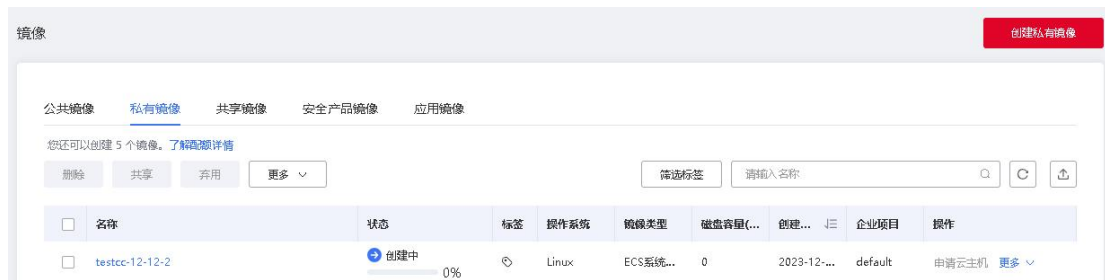 镜像 创建私有镜像
公共镜像 私有镜像 共享镜像 安全产品镜像 应用镜像
您还可以创建 5 个镜像。了解配额详情
删除 共享 弃用 更多 筛选标签 请输入名称
名称 状态 标签 操作系统 镜像类型 磁盘容量(... 创建... 企业项目 操作
testcc-12-12-2 创建中 0% Linux ECS系统... 0 2023-12-... default 申请云主机 更多